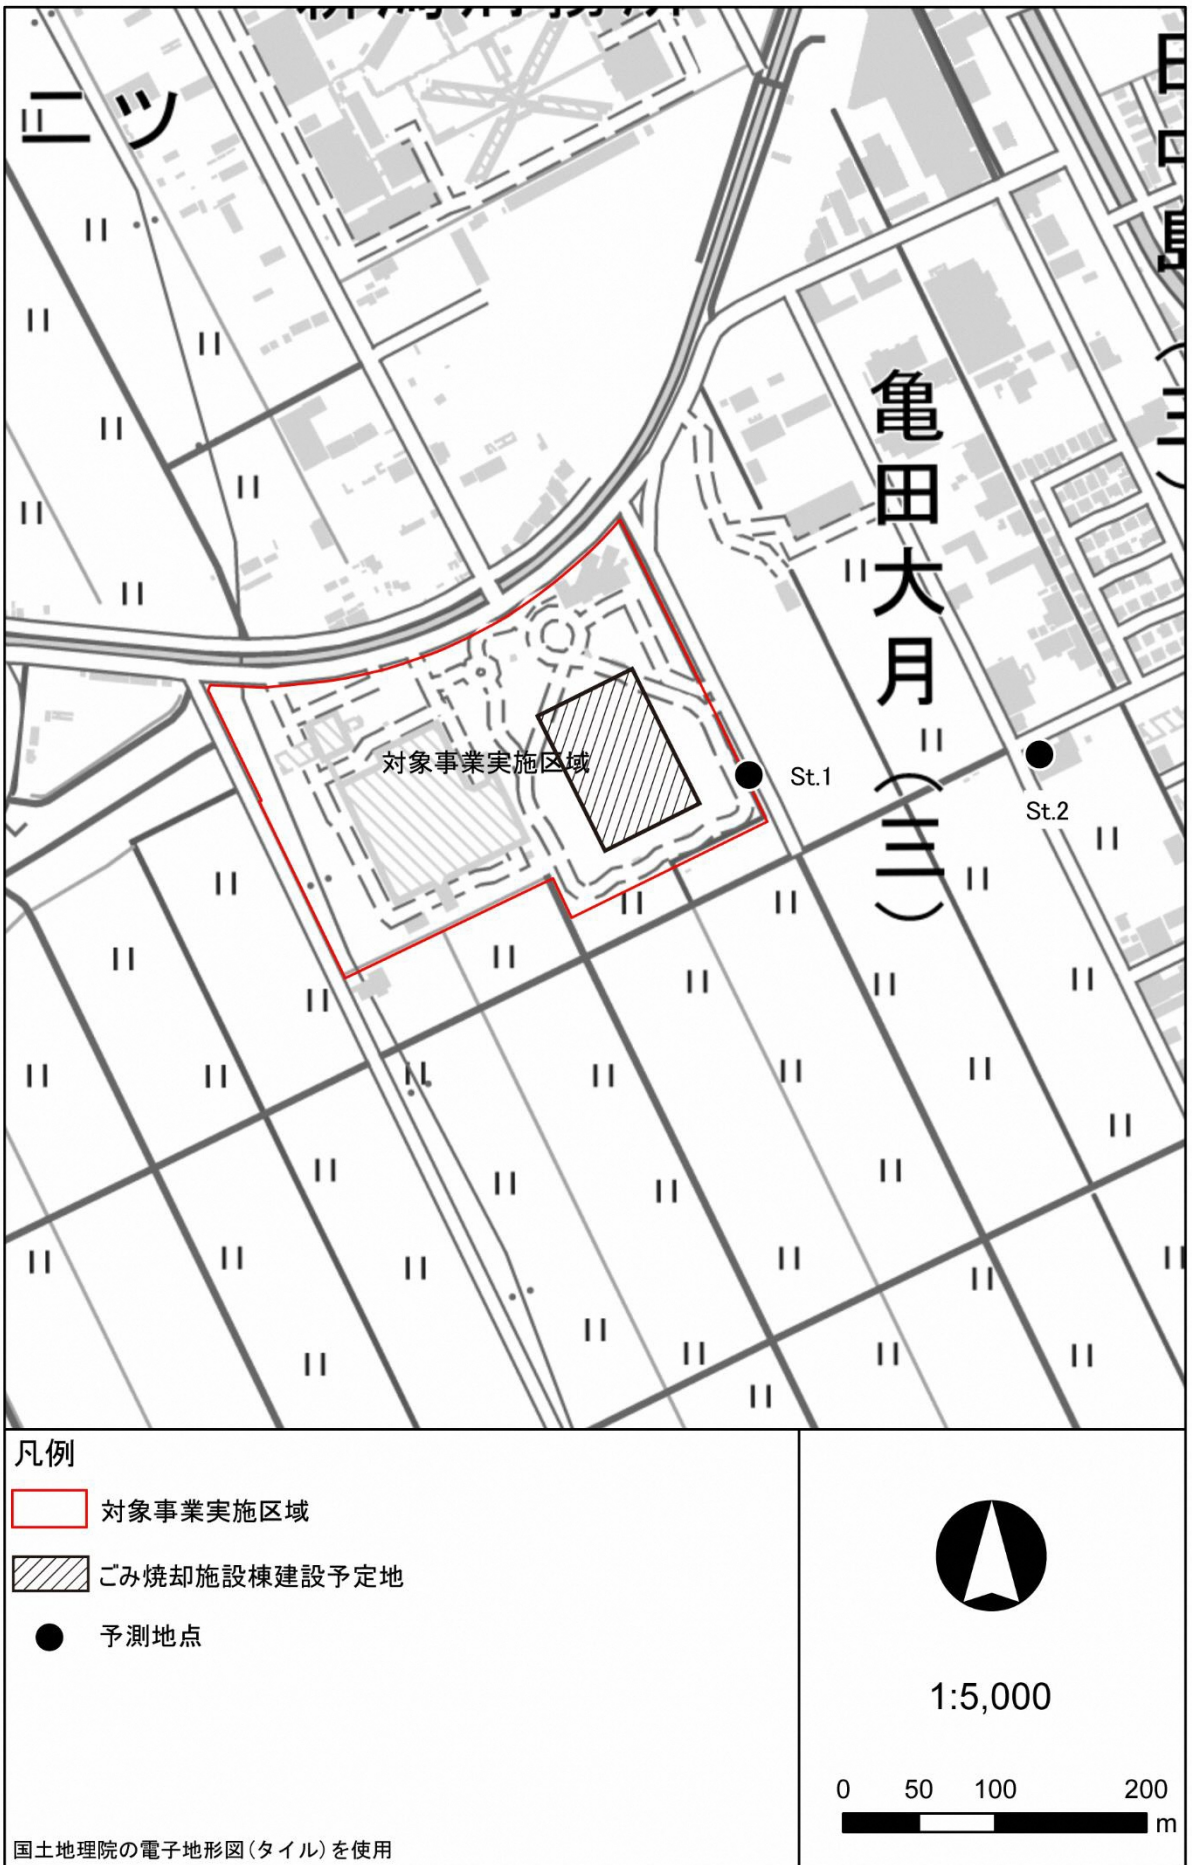 二ツ
亀田大月(三)
対象事業実施区域
St.1
St.2
凡例
対象事業実施区域
ごみ焼却施設棟建設予定地
予測地点
国土地理院の電子地形図(タイル)を使用
1:5,000
0 50 100 200
m